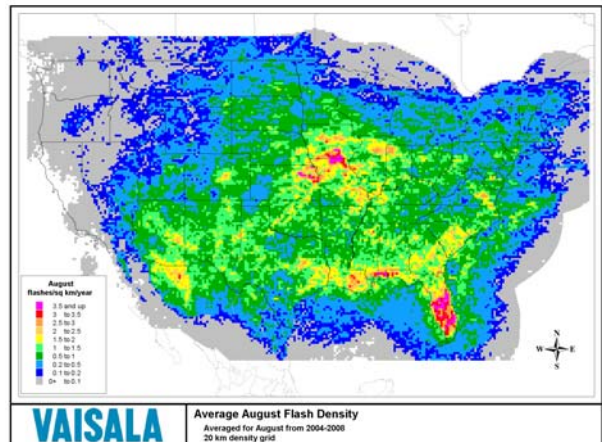 August
flashes/sq km/year
3.5 and up
3 to 3.5
2.5 to 3
2 to 2.5
1.5 to 2
1 to 1.5
0.5 to 1
0.2 to 0.5
0.1 to 0.2
0+ to 0.1
N
W E
S
VAISALA
Average August Flash Density
Averaged for August from 2004-2008
20 km density grid